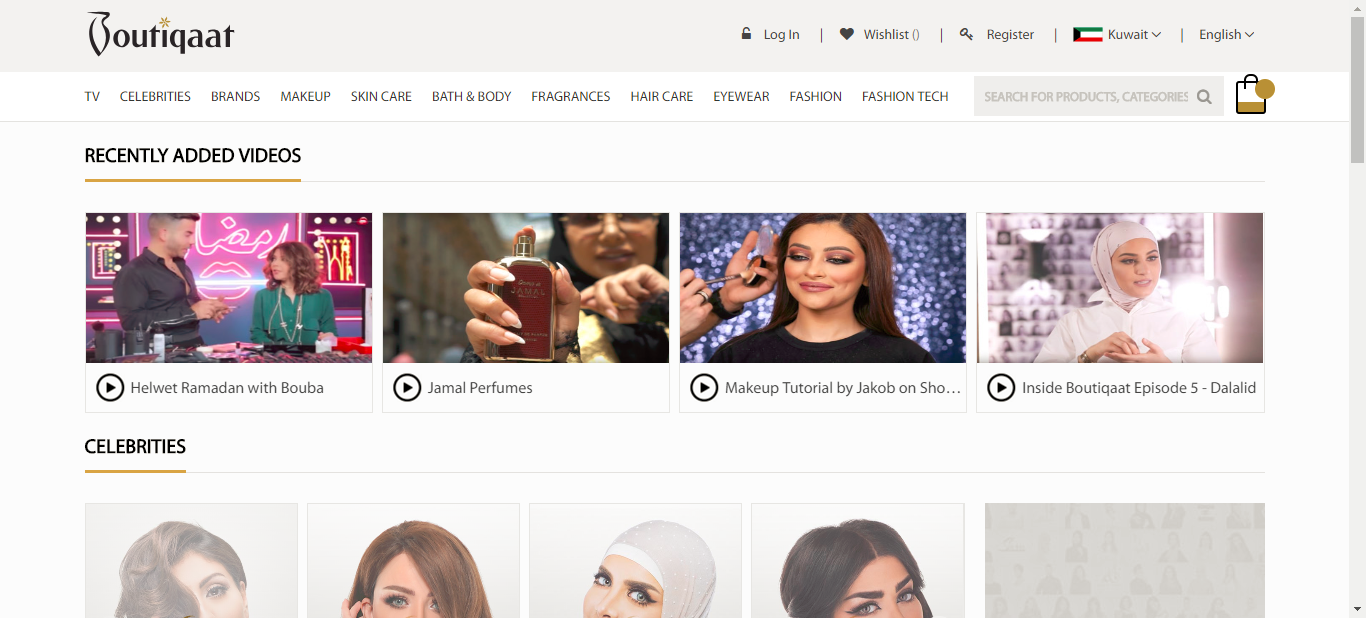 Boutiqaat
Log In | Wishlist () | Register | Kuwait | English
TV CELEBRITIES BRANDS MAKEUP SKIN CARE BATH & BODY FRAGRANCES HAIR CARE EYEWEAR FASHION FASHION TECH SEARCH FOR PRODUCTS, CATEGORIES
RECENTLY ADDED VIDEOS
رمضان
JAMAL
Helwet Ramadan with Bouba
Jamal Perfumes
Makeup Tutorial by Jakob on Sho...
Inside Boutiqaat Episode 5 - Dalalid
CELEBRITIES